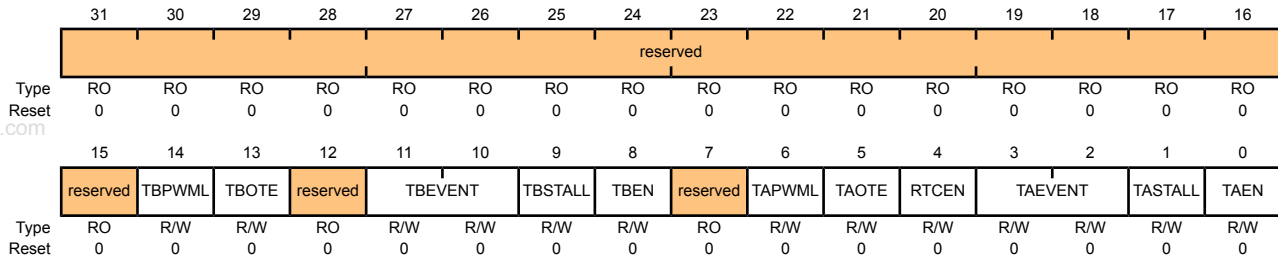 31 30 29 28 27 26 25 24 23 22 21 20 19 18 17 16
reserved
Type RO RO RO RO RO RO RO RO RO RO RO RO RO RO RO RO
Reset 0 0 0 0 0 0 0 0 0 0 0 0 0 0 0 0
.com
15 14 13 12 11 10 9 8 7 6 5 4 3 2 1 0
reserved TBPWML TBOTE reserved TBEVENT TBSTALL TBEN reserved TAPWML TAOTE RTCEN TAEVENT TASTALL TAEN
Type RO R/W R/W RO R/W R/W R/W R/W RO R/W R/W R/W R/W R/W R/W R/W
Reset 0 0 0 0 0 0 0 0 0 0 0 0 0 0 0 0